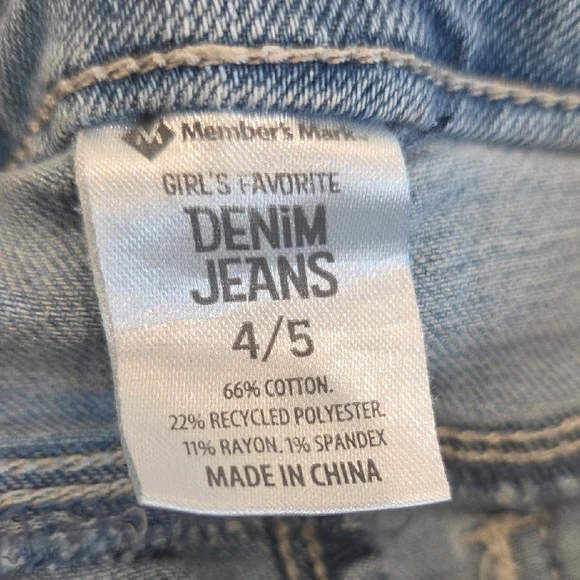 Member's Mark
GIRL'S FAVORITE
DENiM
JEANS
4/5
66% COTTON.
22% RECYCLED POLYESTER.
11% RAYON. 1% SPANDEX
MADE IN CHINA